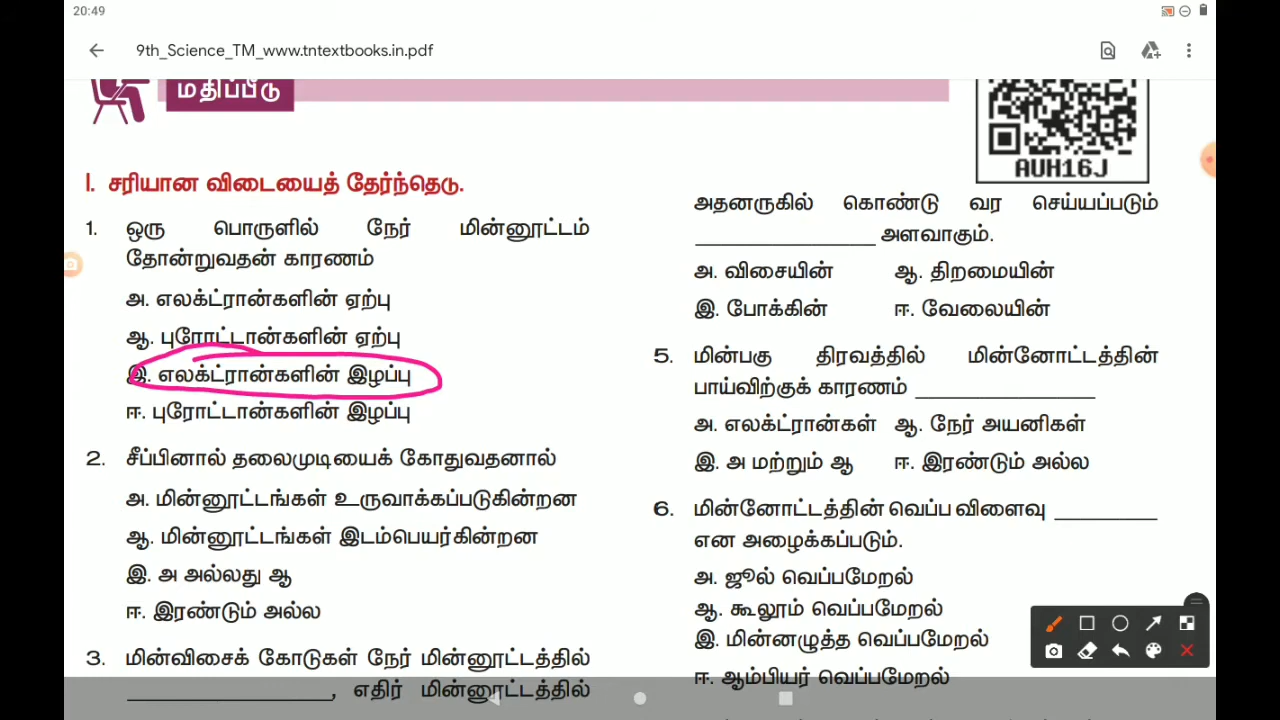 20:49
9th_Science_TM_www.tntextbooks.in.pdf
மதிப்பீடு
AUH16J
I. சரியான விடையைத் தேர்ந்தெடு.
1. ஒரு பொருளில் நேர் மின்னூட்டம்
தோன்றுவதன் காரணம்
அ. எலக்ட்ரான்களின் ஏற்பு
ஆ. புரோட்டான்களின் ஏற்பு
இ. எலக்ட்ரான்களின் இழப்பு
ஈ. புரோட்டான்களின் இழப்பு
2. சீப்பினால் தலைமுடியைக் கோதுவதனால்
அ. மின்னூட்டங்கள் உருவாக்கப்படுகின்றன
ஆ. மின்னூட்டங்கள் இடம்பெயர்கின்றன
இ. அ அல்லது ஆ
ஈ. இரண்டும் அல்ல
3. மின்விசைக் கோடுகள் நேர் மின்னூட்டத்தில்
_______________, எதிர் மின்னூட்டத்தில்
அதனருகில் கொண்டு வர செய்யப்படும்
_____________ அளவாகும்.
அ. விசையின் ஆ. திறமையின்
இ. போக்கின் ஈ. வேலையின்
5. மின்பகு திரவத்தில் மின்னோட்டத்தின்
பாய்விற்குக் காரணம் _____________
அ. எலக்ட்ரான்கள் ஆ. நேர் அயனிகள்
இ. அ மற்றும் ஆ ஈ. இரண்டும் அல்ல
6. மின்னோட்டத்தின் வெப்ப விளைவு ________
என அழைக்கப்படும்.
அ. ஜூல் வெப்பமேறல்
ஆ. கூலூம் வெப்பமேறல்
இ. மின்னழுத்த வெப்பமேறல்
ஈ. ஆம்பியர் வெப்பமேறல்